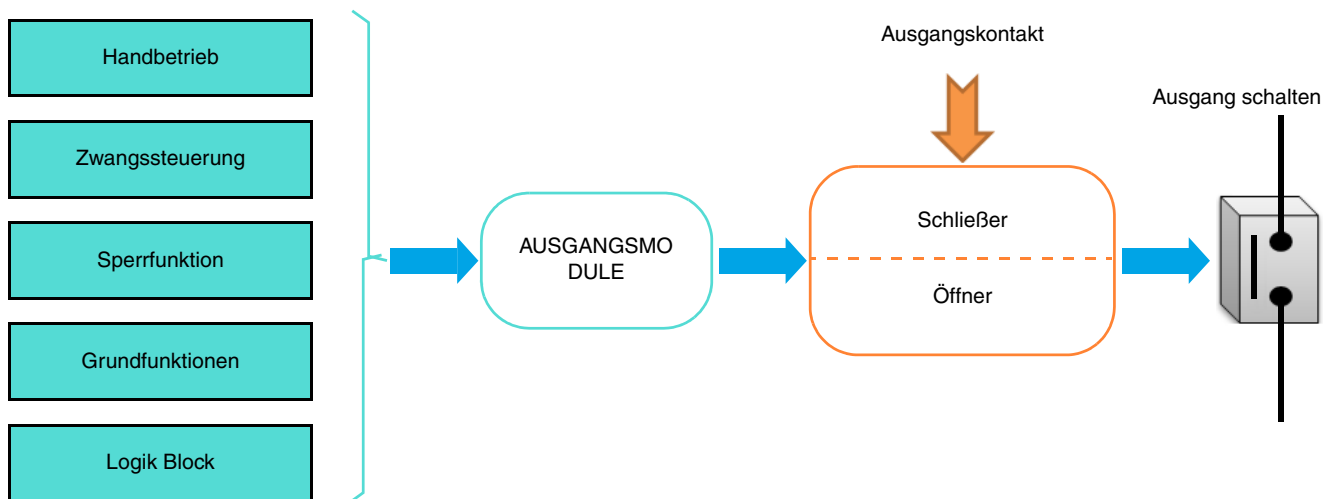 Handbetrieb
Zwangssteuerung
Sperrfunktion
Grundfunktionen
Logik Block
AUSGANGSMO
DULE
Ausgangskontakt
Schließer
Öffner
Ausgang schalten